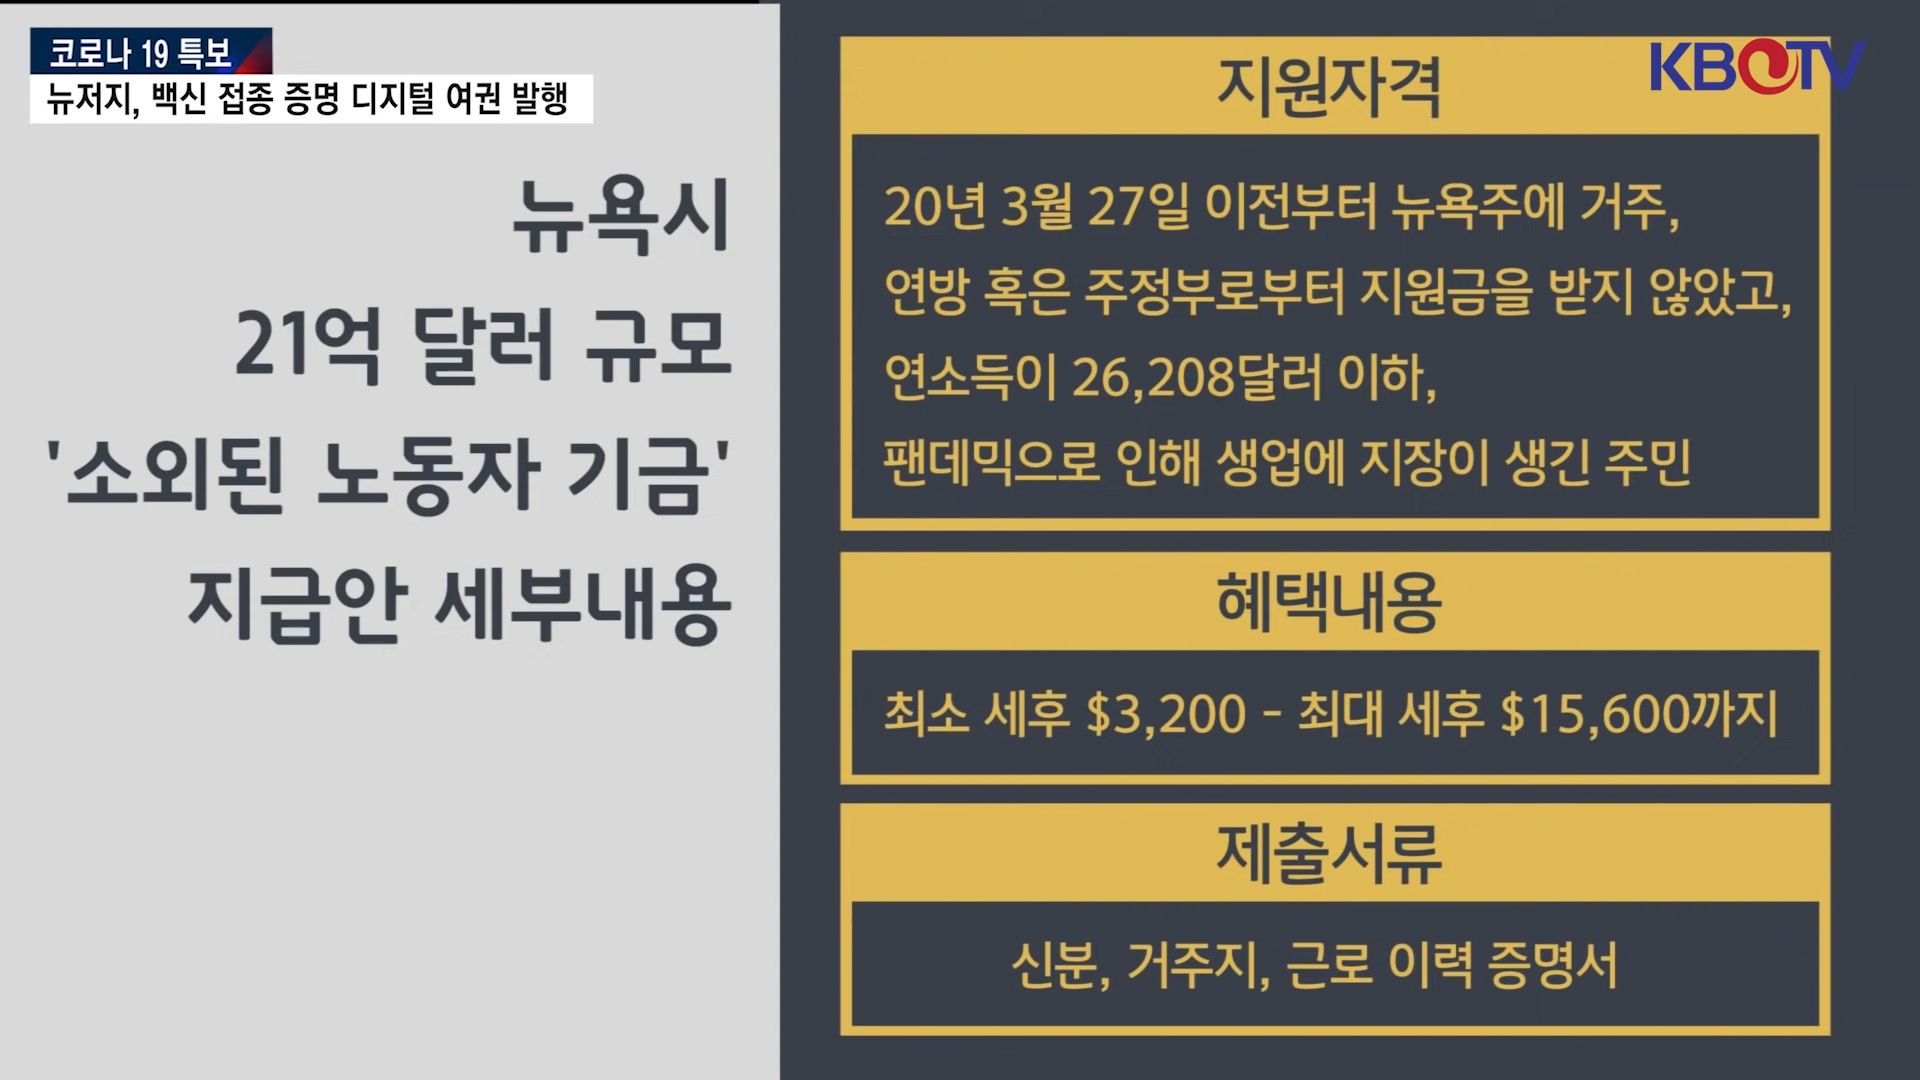 코로나 19 특보
뉴저지, 백신 접종 증명 디지털 여권 발행
뉴욕시
21억 달러 규모
'소외된 노동자 기금'
지급안 세부내용
KBTV
지원자격
20년 3월 27일 이전부터 뉴욕주에 거주,
연방 혹은 주정부로부터 지원금을 받지 않았고,
연소득이 26,208달러 이하,
팬데믹으로 인해 생업에 지장이 생긴 주민
혜택내용
최소 세후 $3,200 - 최대 세후 $15,600까지
제출서류
신분, 거주지, 근로 이력 증명서